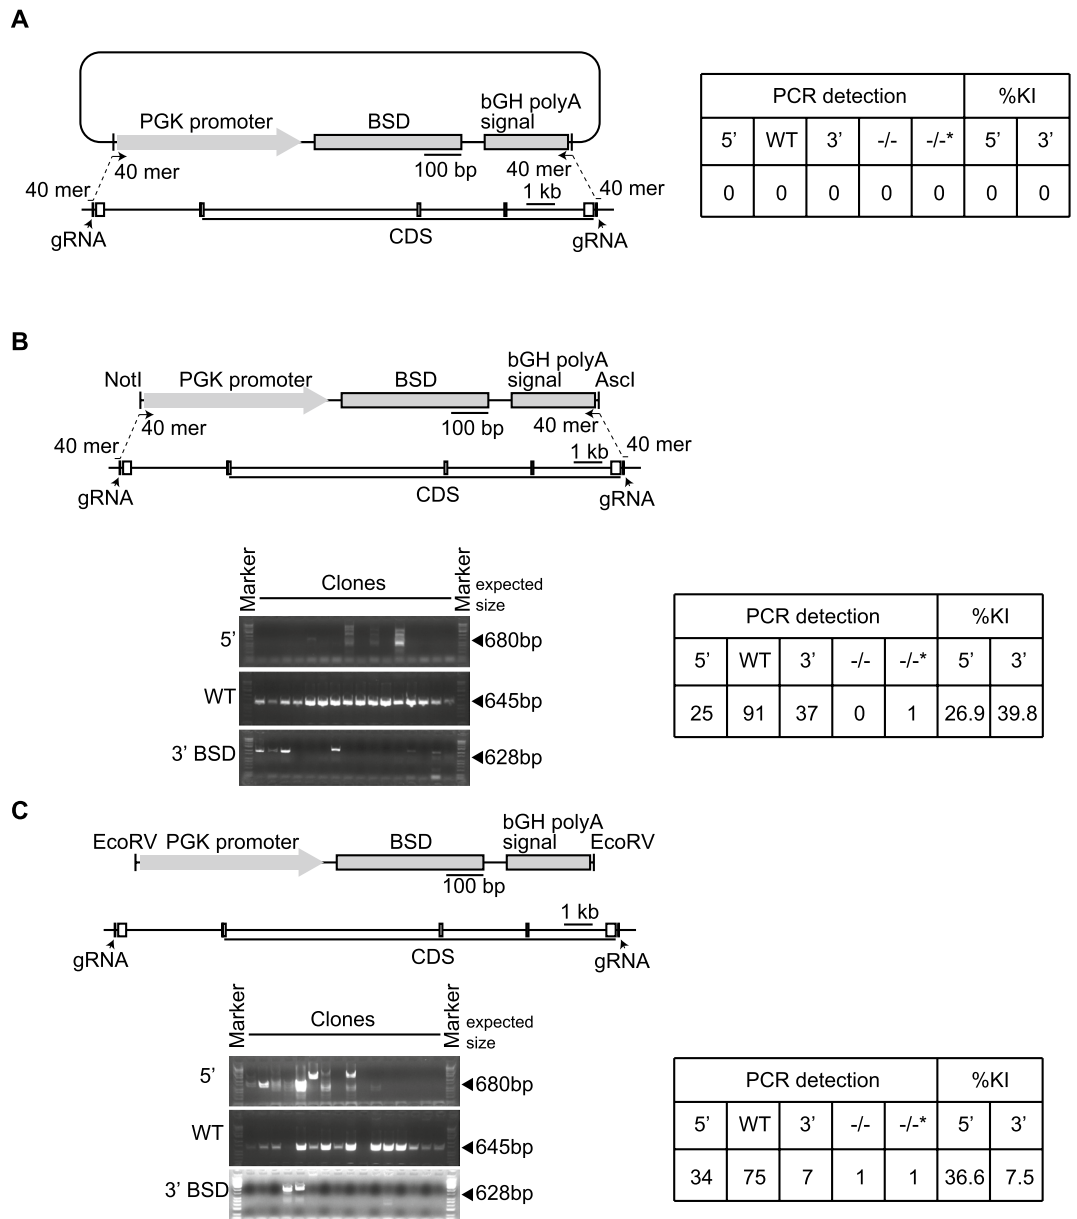 A
PGK promoter
BSD
bGH polyA
signal
40 mer
100 bp
40 mer
40 mer
1 kb
40 mer
gRNA
CDS
gRNA
PCR detection %KI
5’ WT 3’ -/- -/-* 5’ 3’
0 0 0 0 0 0 0
B
NotI
PGK promoter
BSD
bGH polyA
signal
AscI
40 mer
100 bp
40 mer
40 mer
1 kb
40 mer
gRNA
CDS
gRNA
Marker
Clones
Marker
expected
size
5’
680bp
WT
645bp
3’ BSD
628bp
PCR detection %KI
5’ WT 3’ -/- -/-* 5’ 3’
25 91 37 0 1 26.9 39.8
C
EcoRV
PGK promoter
BSD
bGH polyA
signal
EcoRV
100 bp
1 kb
gRNA
CDS
gRNA
Marker
Clones
Marker
expected
size
5’
680bp
WT
645bp
3’ BSD
628bp
PCR detection %KI
5’ WT 3’ -/- -/-* 5’ 3’
34 75 7 1 1 36.6 7.5